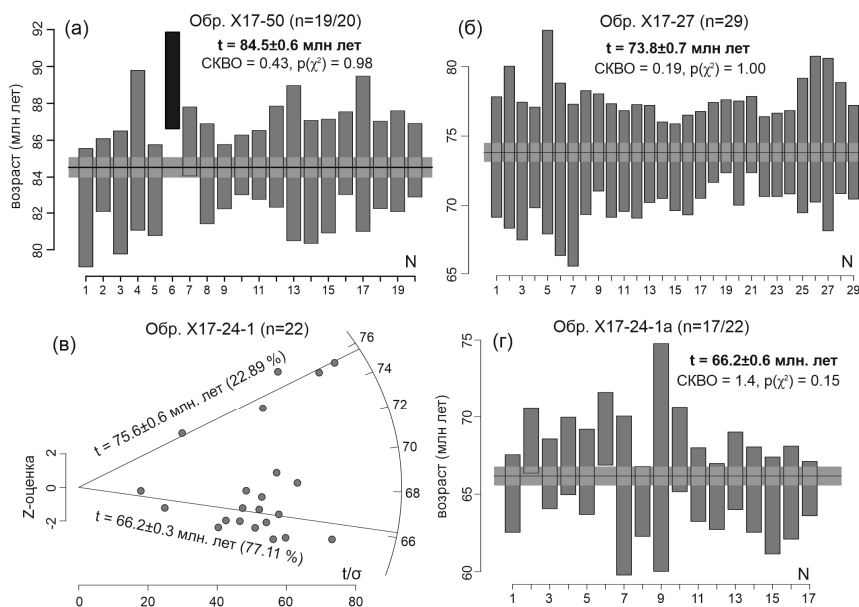 (а)
Обр. X17-50 (n=19/20)
t = 84.5±0.6 млн лет
СКВО = 0.43, p(χ²) = 0.98
возраст (млн лет)
92
90
88
86
84
82
80
N
1 2 3 4 5 6 7 8 9 11 13 15 17 19
(б)
Обр. X17-27 (n=29)
t = 73.8±0.7 млн лет
СКВО = 0.19, p(χ²) = 1.00
80
75
70
65
N
1 3 5 7 9 11 13 15 17 19 21 23 25 27 29
(в)
Обр. X17-24-1 (n=22)
t = 75.6±0.6 млн. лет (22.89 %)
t = 66.2±0.3 млн. лет (77.11 %)
76
74
72
70
68
66
Z-оценка
2
0
-2
t/σ
0 20 40 60 80
(г)
Обр. X17-24-1a (n=17/22)
t = 66.2±0.6 млн. лет
СКВО = 1.4, p(χ²) = 0.15
возраст (млн лет)
75
70
65
60
N
1 3 5 7 9 11 13 15 17